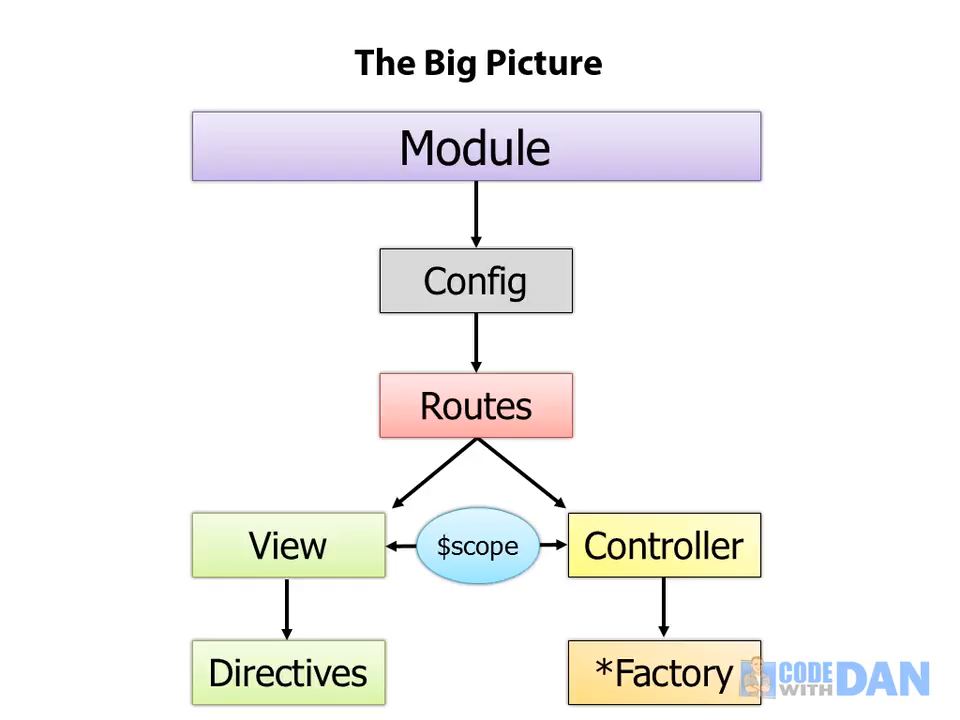 The Big Picture
Module
Config
Routes
View
$scope
Controller
Directives
*Factory
CODE
WITH
DAN